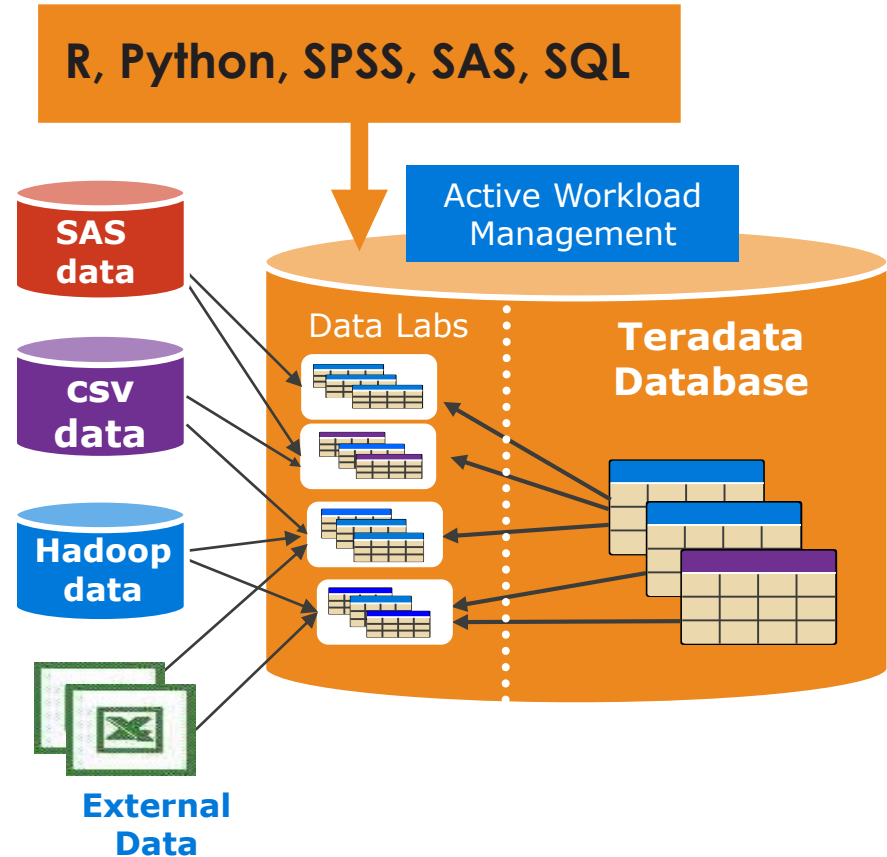 R, Python, SPSS, SAS, SQL
Active Workload
Management
SAS
data
Data Labs
Teradata
Database
csv
data
Hadoop
data
External
Data